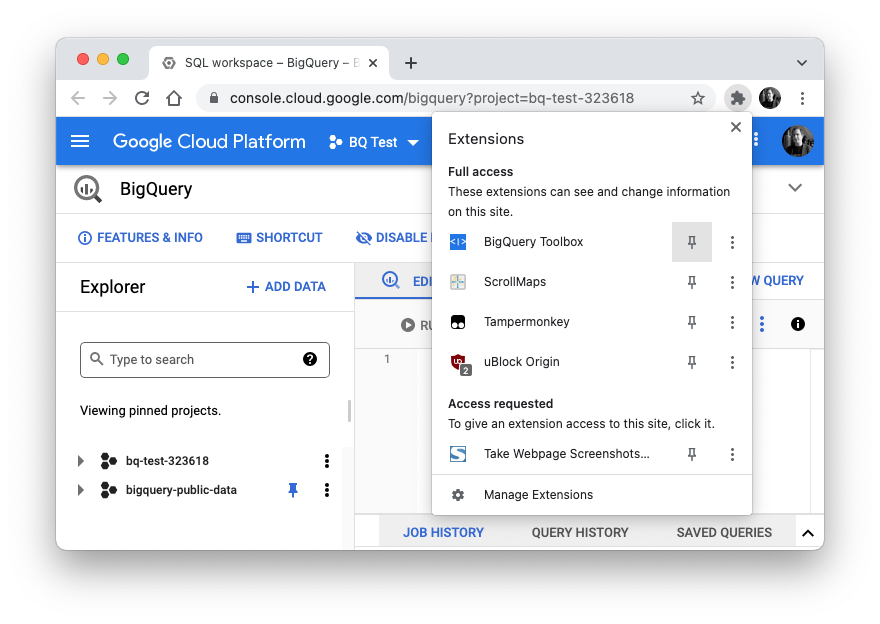 SQL workspace – BigQuery – B
console.cloud.google.com/bigquery?project=bq-test-323618
Google Cloud Platform
BQ Test
BigQuery
FEATURES & INFO
SHORTCUT
DISABLE
Explorer
ADD DATA
Type to search
Viewing pinned projects.
bq-test-323618
bigquery-public-data
EDI
W QUERY
RU
1
Extensions
Full access
These extensions can see and change information
on this site.
BigQuery Toolbox
ScrollMaps
Tampermonkey
uBlock Origin
2
Access requested
To give an extension access to this site, click it.
Take Webpage Screenshots...
Manage Extensions
JOB HISTORY
QUERY HISTORY
SAVED QUERIES